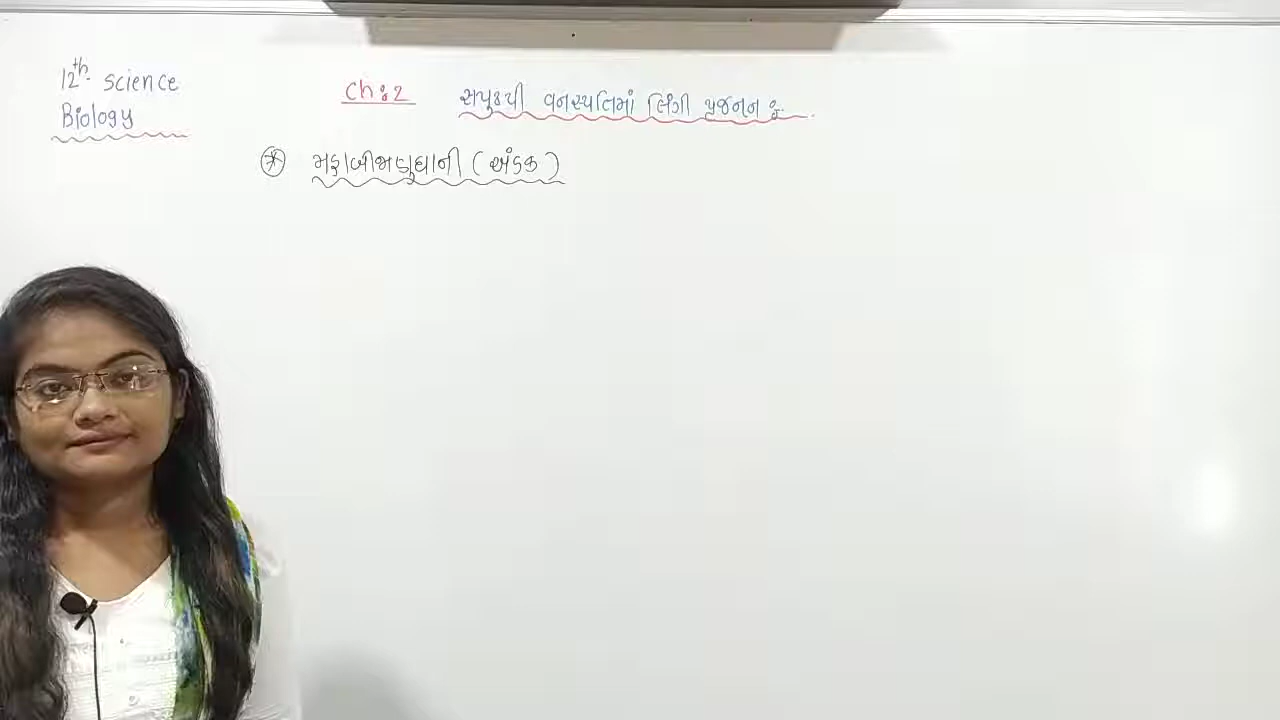 12th. science
Biology
Ch: 2 સપુષ્પી વનસ્પતિમાં લિંગી પ્રજનન :
* મહાબીજાણુધાની (અંડક)